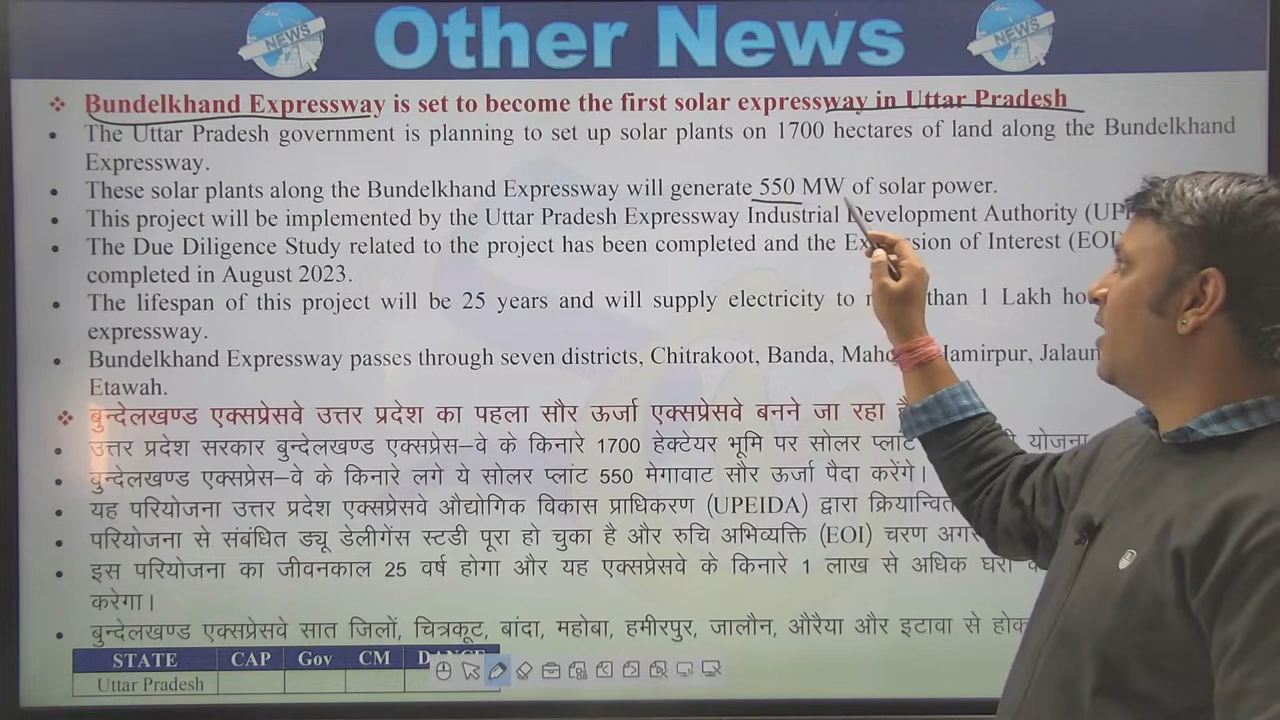 NEWS
Other News
NEWS
❖ Bundelkhand Expressway is set to become the first solar expressway in Uttar Pradesh
• The Uttar Pradesh government is planning to set up solar plants on 1700 hectares of land along the Bundelkhand
Expressway.
• These solar plants along the Bundelkhand Expressway will generate 550 MW of solar power.
• This project will be implemented by the Uttar Pradesh Expressway Industrial Development Authority
• The Due Diligence Study related to the project has been completed and the of Interest (EOI
completed in August 2023.
• The lifespan of this project will be 25 years and will supply electricity to than 1 Lakh
expressway.
• Bundelkhand Expressway passes through seven districts, Chitrakoot, Banda, Jalaun
Etawah.
❖ बुन्देलखण्ड एक्सप्रेसवे उत्तर प्रदेश का पहला सौर ऊर्जा एक्सप्रेसवे बनने जा रहा
• उत्तर प्रदेश सरकार बुन्देलखण्ड एक्सप्रेस–वे के किनारे 1700 हेक्टेयर भूमि पर सोलर प्लांट योजना
• बुन्देलखण्ड एक्सप्रेस–वे के किनारे लगे ये सोलर प्लांट 550 मेगावाट सौर ऊर्जा पैदा करेंगे।
• यह परियोजना उत्तर प्रदेश एक्सप्रेसवे औद्योगिक विकास प्राधिकरण (UPEIDA) द्वारा
• परियोजना से संबंधित ड्यू डेलीगेंस स्टडी पूरा हो चुका है और रुचि अभिव्यक्ति (EOI) चरण
• इस परियोजना का जीवनकाल 25 वर्ष होगा और यह एक्सप्रेसवे के किनारे 1 लाख से अधिक
करेगा।
• बुन्देलखण्ड एक्सप्रेसवे सात जिलों, चित्रकूट, बांदा, महोबा, हमीरपुर, जालौन, औरैया और इटावा से
STATE CAP Gov CM
Uttar Pradesh